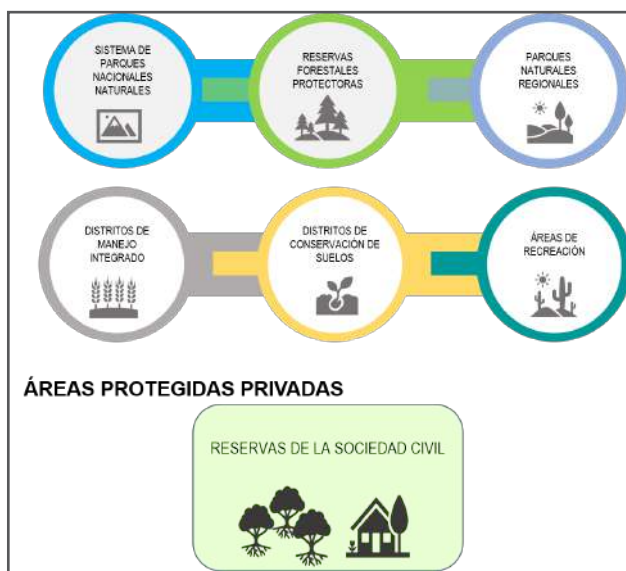 SISTEMA DE
PARQUES
NACIONALES
NATURALES
RESERVAS
FORESTALES
PROTECTORAS
PARQUES
NATURALES
REGIONALES
DISTRITOS DE
MANEJO
INTEGRADO
DISTRITOS DE
CONSERVACIÓN DE
SUELOS
ÁREAS DE
RECREACIÓN
ÁREAS PROTEGIDAS PRIVADAS
RESERVAS DE LA SOCIEDAD CIVIL